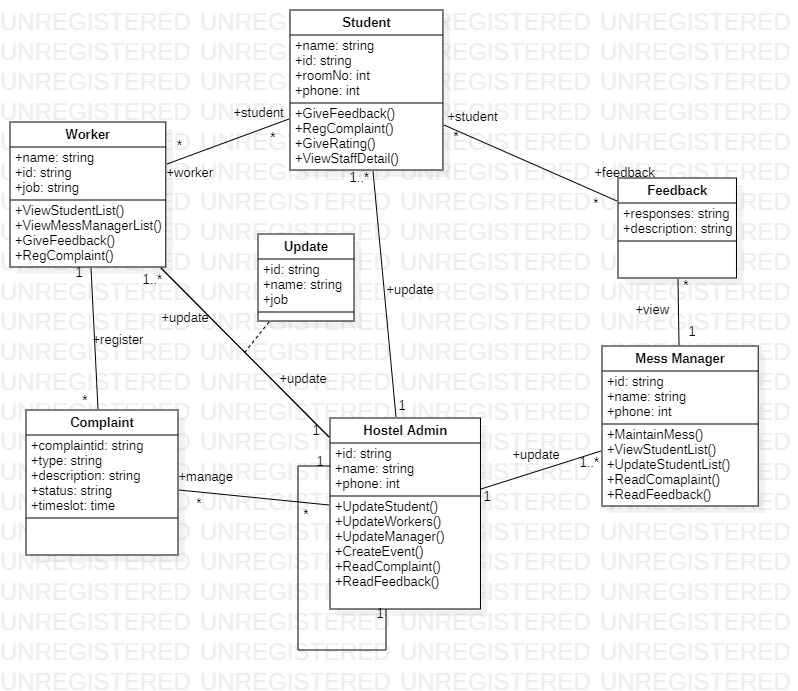 Student
+name: string
+id: string
+roomNo: int
+phone: int
+GiveFeedback()
+RegComplaint()
+GiveRating()
+ViewStaffDetail()
+student
*
*
+worker
+student
*
+feedback
*
1..*
Worker
+name: string
+id: string
+job: string
+ViewStudentList()
+ViewMessManagerList()
+GiveFeedback()
+RegComplaint()
Feedback
+responses: string
+description: string
Update
+id: string
+name: string
+job
1
1..*
+update
+update
+update
1
1
+register
*
*
+view
1
Mess Manager
+id: string
+name: string
+phone: int
+MaintainMess()
+ViewStudentList()
+UpdateStudentList()
+ReadComaplaint()
+ReadFeedback()
Complaint
+complaintid: string
+type: string
+description: string
+status: string
+timeslot: time
+manage
*
*
Hostel Admin
+id: string
+name: string
+phone: int
+UpdateStudent()
+UpdateWorkers()
+UpdateManager()
+CreateEvent()
+ReadComplaint()
+ReadFeedback()
+update
1..*
1
1
1
UNREGISTERED UNREGISTERED UNREGISTERED UNREGISTERED